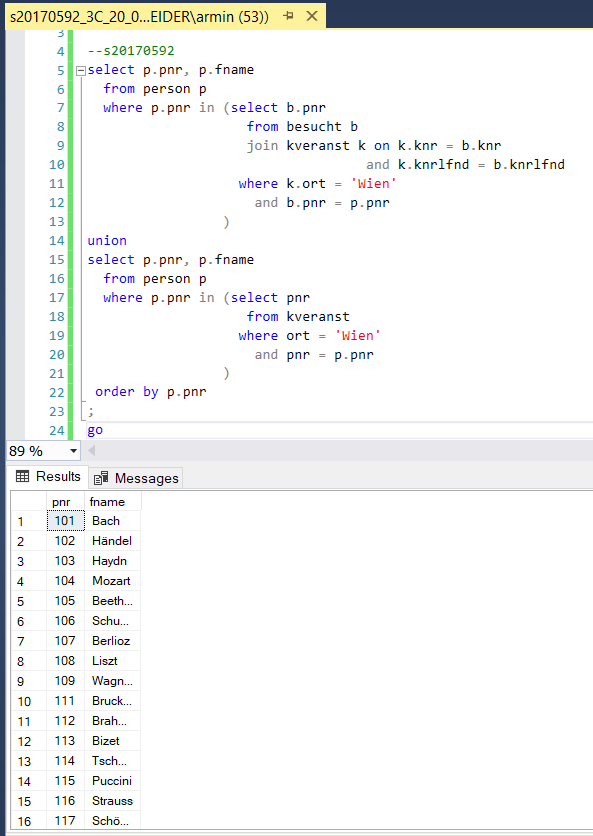 s20170592_3C_20_0...EIDER\armin (53))
3
4 --s20170592
5 select p.pnr, p.fname
6 from person p
7 where p.pnr in (select b.pnr
8 from besucht b
9 join kveranst k on k.knr = b.knr
10 and k.knrlfnd = b.knrlfnd
11 where k.ort = 'Wien'
12 and b.pnr = p.pnr
13 )
14 union
15 select p.pnr, p.fname
16 from person p
17 where p.pnr in (select pnr
18 from kveranst
19 where ort = 'Wien'
20 and pnr = p.pnr
21 )
22 order by p.pnr
23 ;
24 go
89 %
Results Messages
pnr fname
1 101 Bach
2 102 Händel
3 103 Haydn
4 104 Mozart
5 105 Beeth...
6 106 Schu...
7 107 Berlioz
8 108 Liszt
9 109 Wagn...
10 111 Bruck...
11 112 Brah...
12 113 Bizet
13 114 Tsch...
14 115 Puccini
15 116 Strauss
16 117 Schö...